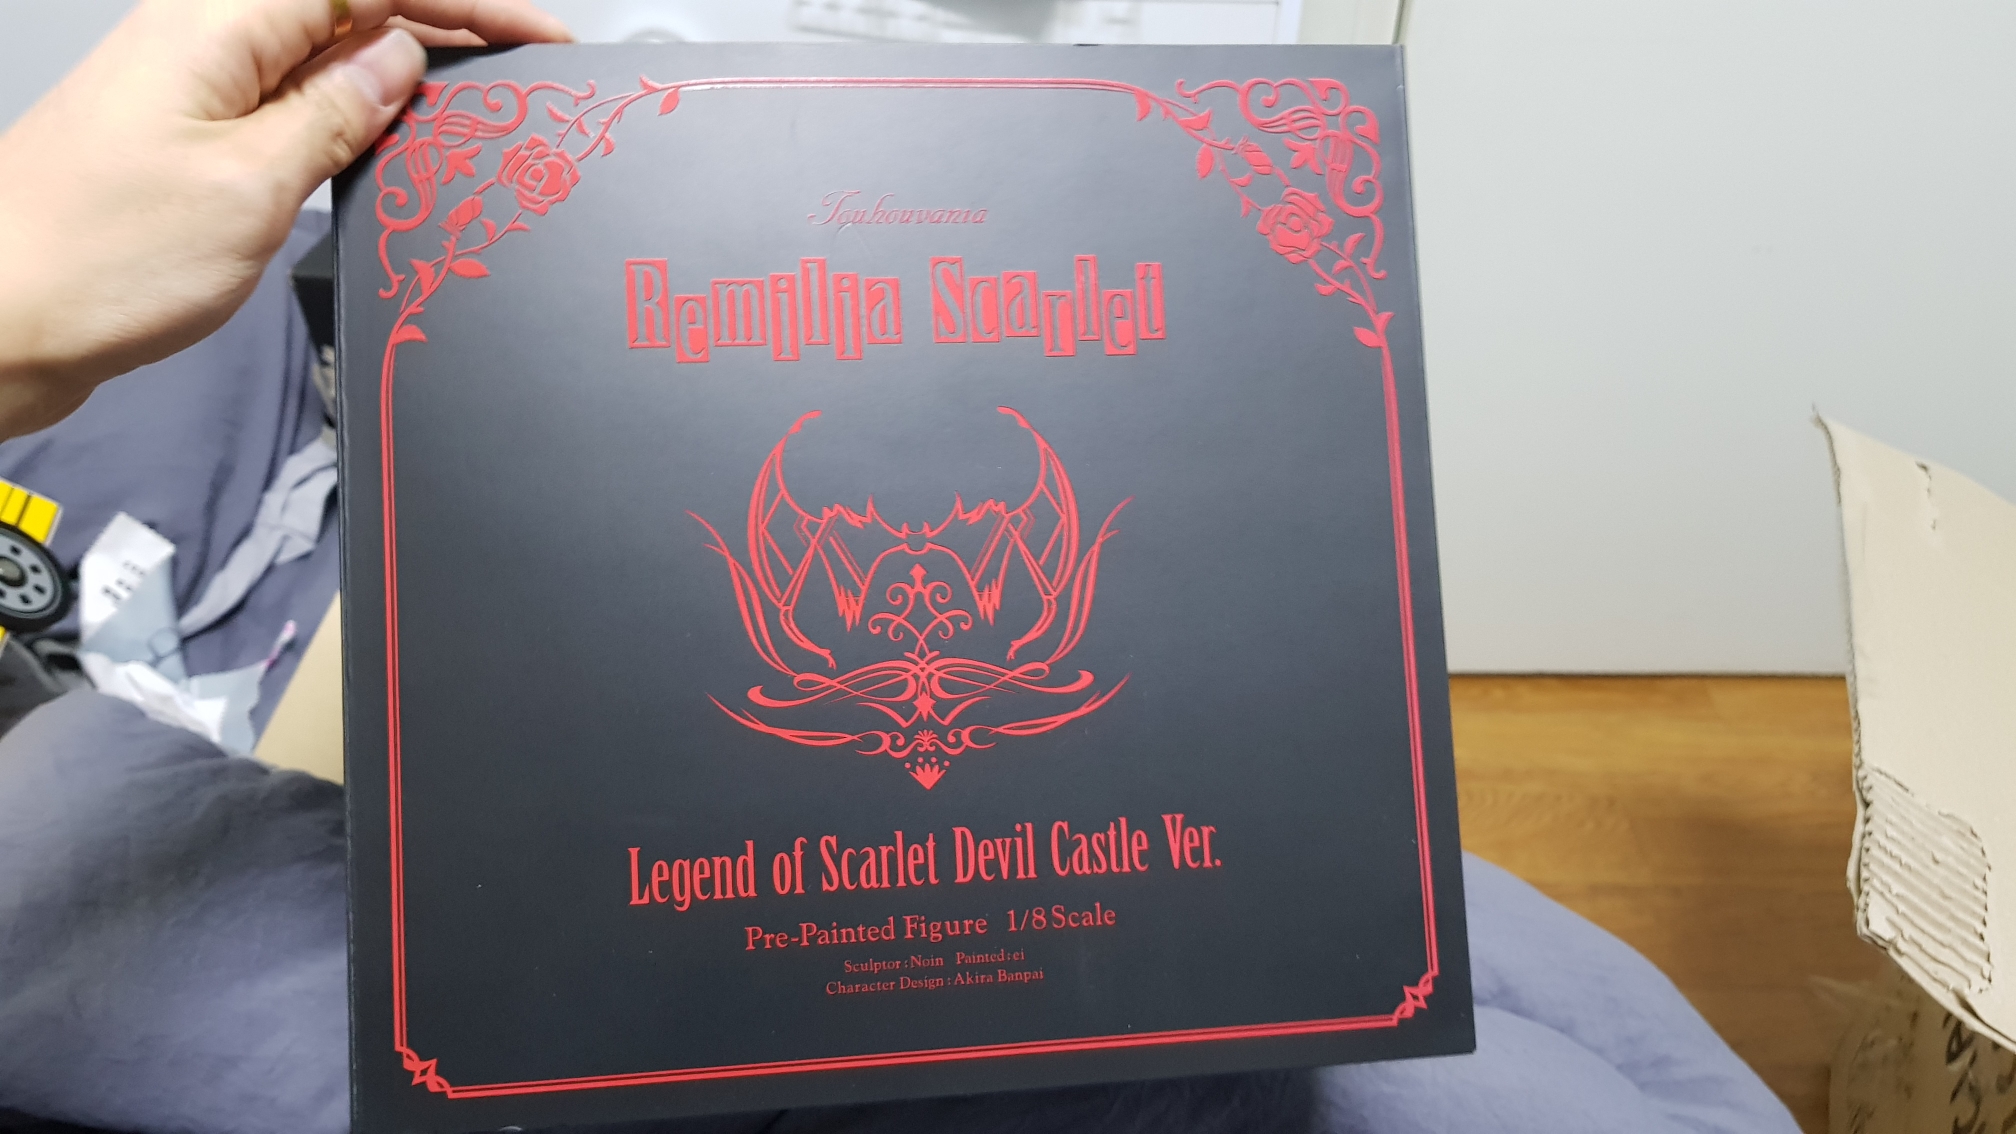 Touhouvania
Remilia Scarlet
Legend of Scarlet Devil Castle Ver.
Pre-Painted Figure 1/8 Scale
Sculptor : Noin Painted : ei
Character Design : Akira Banpai